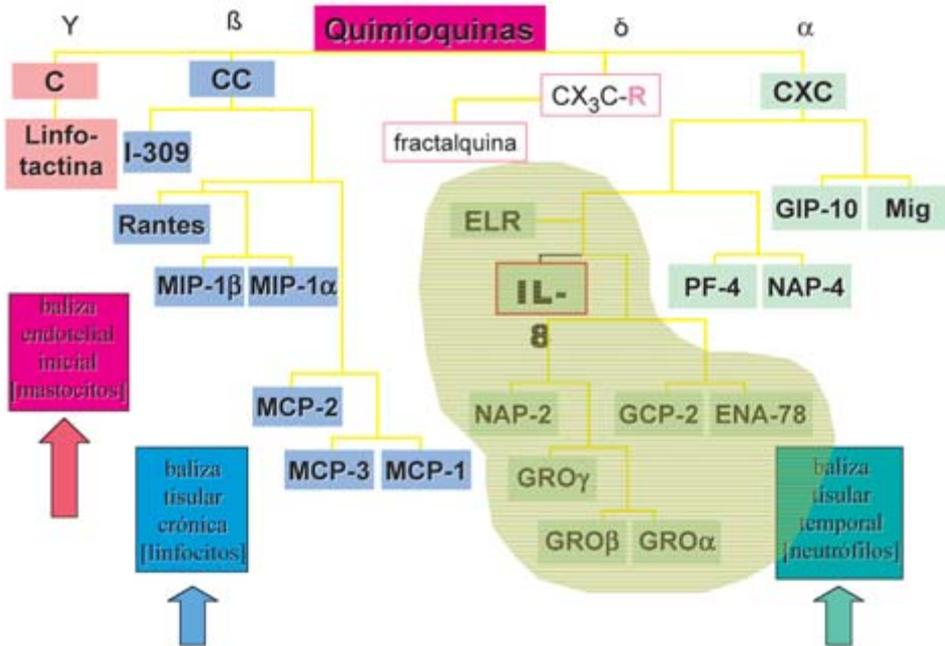 γ
ß
Quimioquinas
δ
α
C
CC
CX₃C-R
CXC
fractalquina
Linfo-
tactina
I-309
Rantes
MIP-1β
MIP-1α
ELR
GIP-10
Mig
IL-
8
PF-4
NAP-4
baliza
endotelial
inicial
[mastocitos]
MCP-2
MCP-3
MCP-1
NAP-2
GCP-2
ENA-78
GROγ
GROβ
GROα
baliza
tisular
crónica
[linfocitos]
baliza
tisular
temporal
[neutrófilos]